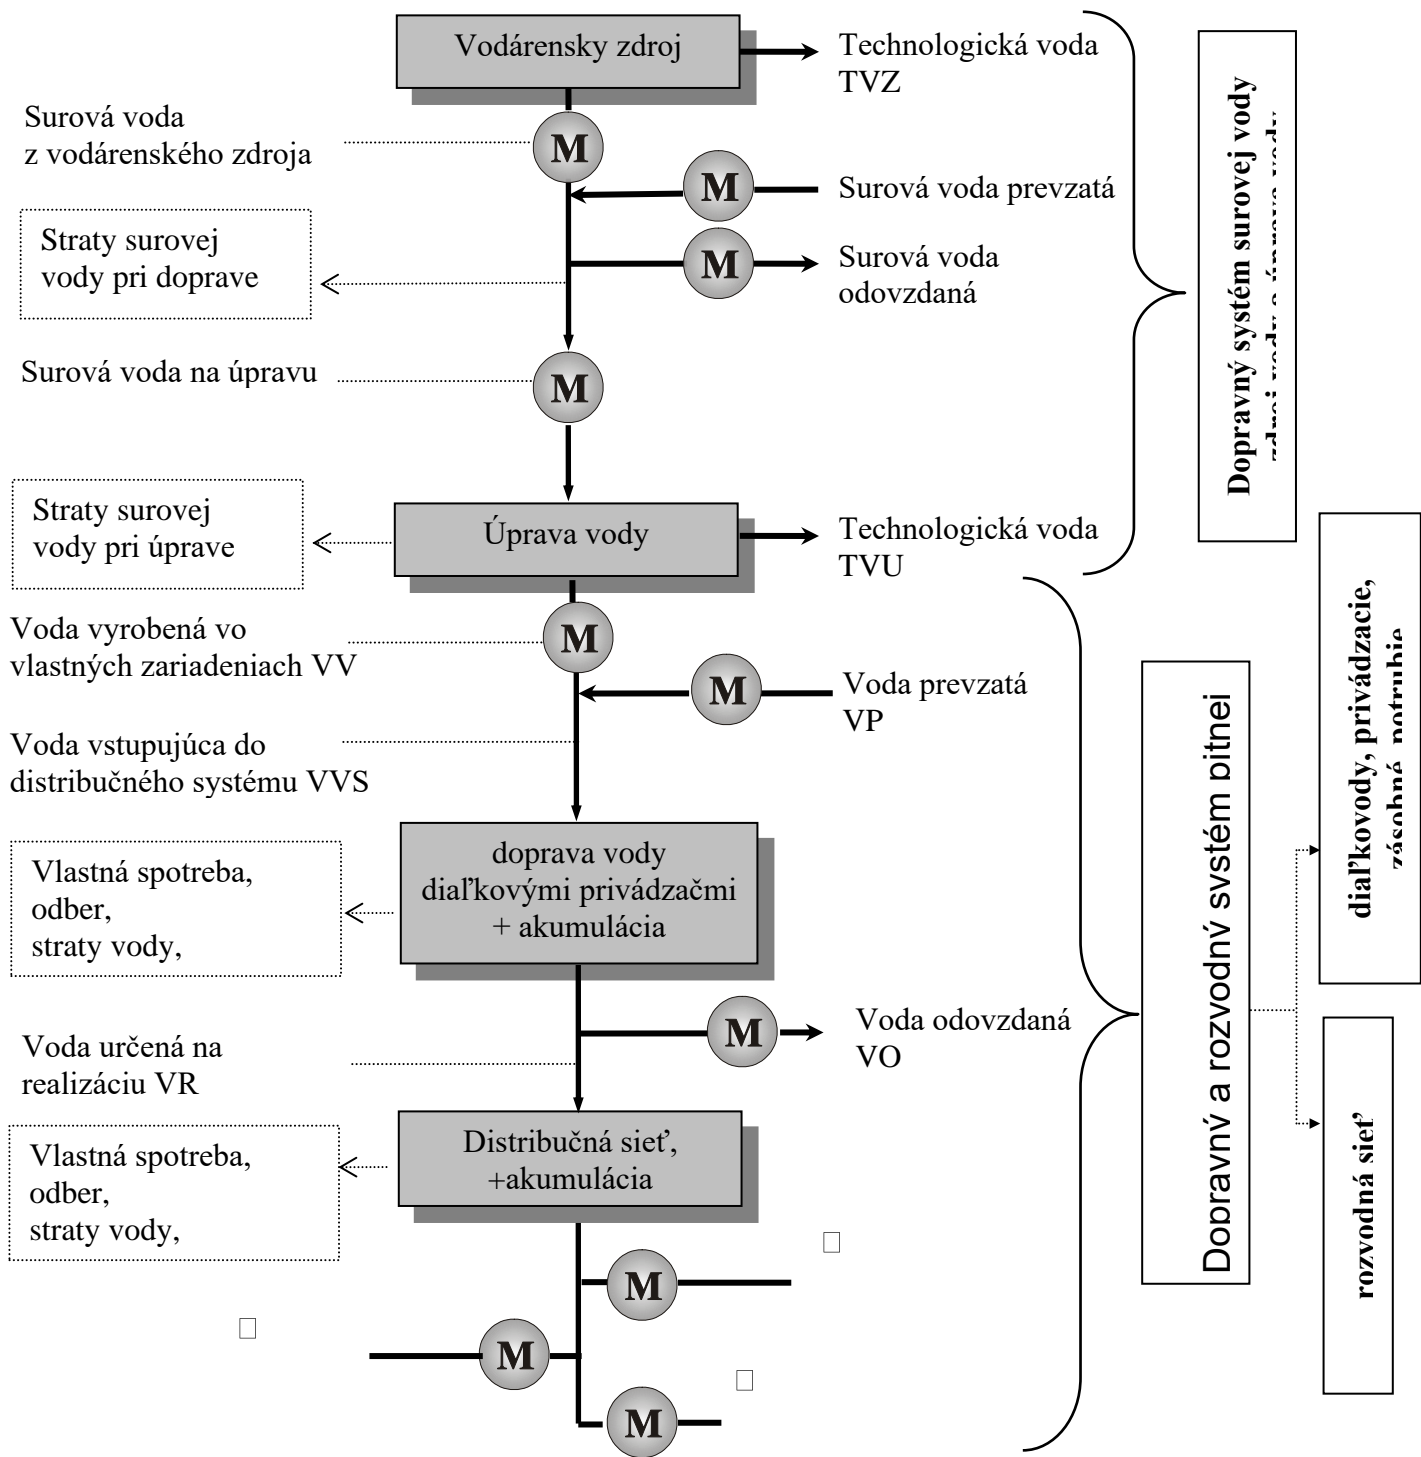 Vodárensky zdroj
Technologická voda
TVZ
Surová voda
z vodárenského zdroja
M
M
Surová voda prevzatá
Straty surovej
vody pri doprave
M
Surová voda
odovzdaná
Surová voda na úpravu
M
Straty surovej
vody pri úprave
Úprava vody
Technologická voda
TVU
Voda vyrobená vo
vlastných zariadeniach VV
M
M
Voda prevzatá
VP
Voda vstupujúca do
distribučného systému VVS
Vlastná spotreba,
odber,
straty vody,
doprava vody
diaľkovými privádzačmi
+ akumulácia
M
Voda odovzdaná
VO
Voda určená na
realizáciu VR
Vlastná spotreba,
odber,
straty vody,
Distribučná sieť,
+akumulácia
M
M
M
Dopravný systém surovej vody
Dopravný a rozvodný systém pitnej
diaľkovody, privádzacie,
rozvodná sieť